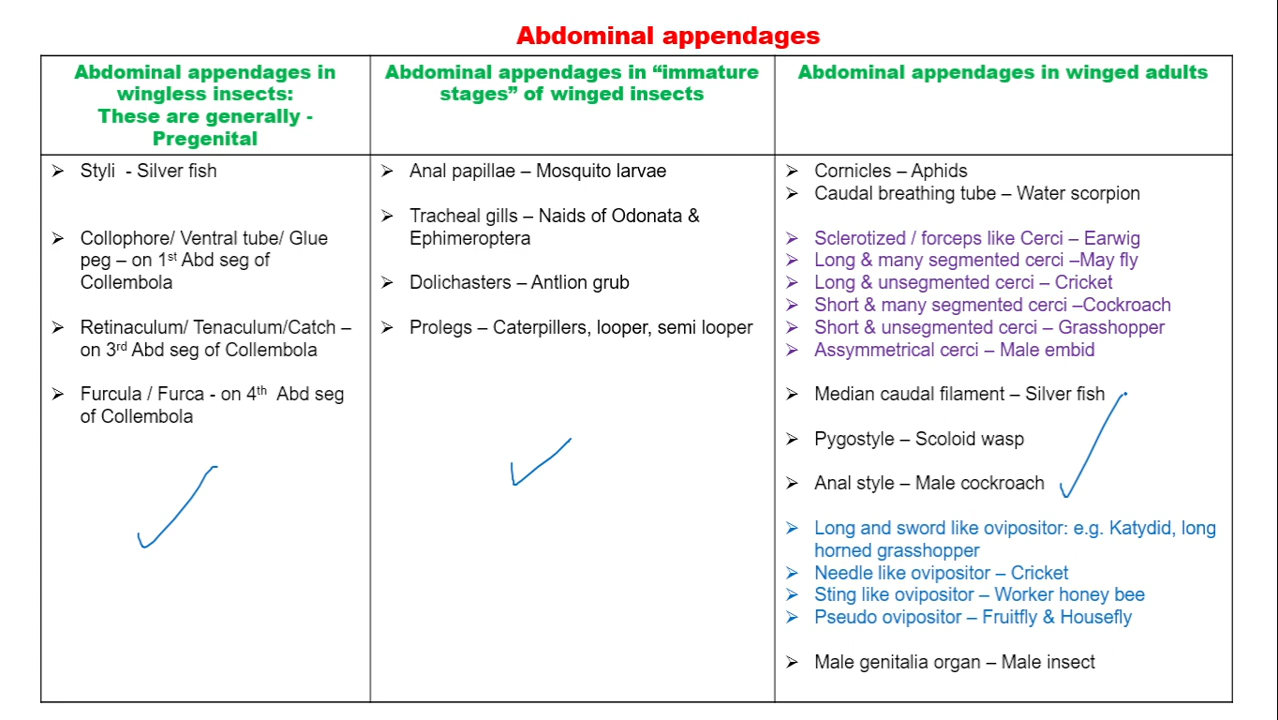 Abdominal appendages
Abdominal appendages in
wingless insects:
These are generally -
Pregenital
Abdominal appendages in “immature
stages” of winged insects
Abdominal appendages in winged adults
➢ Styli - Silver fish
➢ Collophore/ Ventral tube/ Glue
peg – on 1st Abd seg of
Collembola
➢ Retinaculum/ Tenaculum/Catch –
on 3rd Abd seg of Collembola
➢ Furcula / Furca - on 4th Abd seg
of Collembola
➢ Anal papillae – Mosquito larvae
➢ Tracheal gills – Naids of Odonata &
Ephimeroptera
➢ Dolichasters – Antlion grub
➢ Prolegs – Caterpillers, looper, semi looper
➢ Cornicles – Aphids
➢ Caudal breathing tube – Water scorpion
➢ Sclerotized / forceps like Cerci – Earwig
➢ Long & many segmented cerci –May fly
➢ Long & unsegmented cerci – Cricket
➢ Short & many segmented cerci –Cockroach
➢ Short & unsegmented cerci – Grasshopper
➢ Assymmetrical cerci – Male embid
➢ Median caudal filament – Silver fish
➢ Pygostyle – Scoloid wasp
➢ Anal style – Male cockroach
➢ Long and sword like ovipositor: e.g. Katydid, long
horned grasshopper
➢ Needle like ovipositor – Cricket
➢ Sting like ovipositor – Worker honey bee
➢ Pseudo ovipositor – Fruitfly & Housefly
➢ Male genitalia organ – Male insect